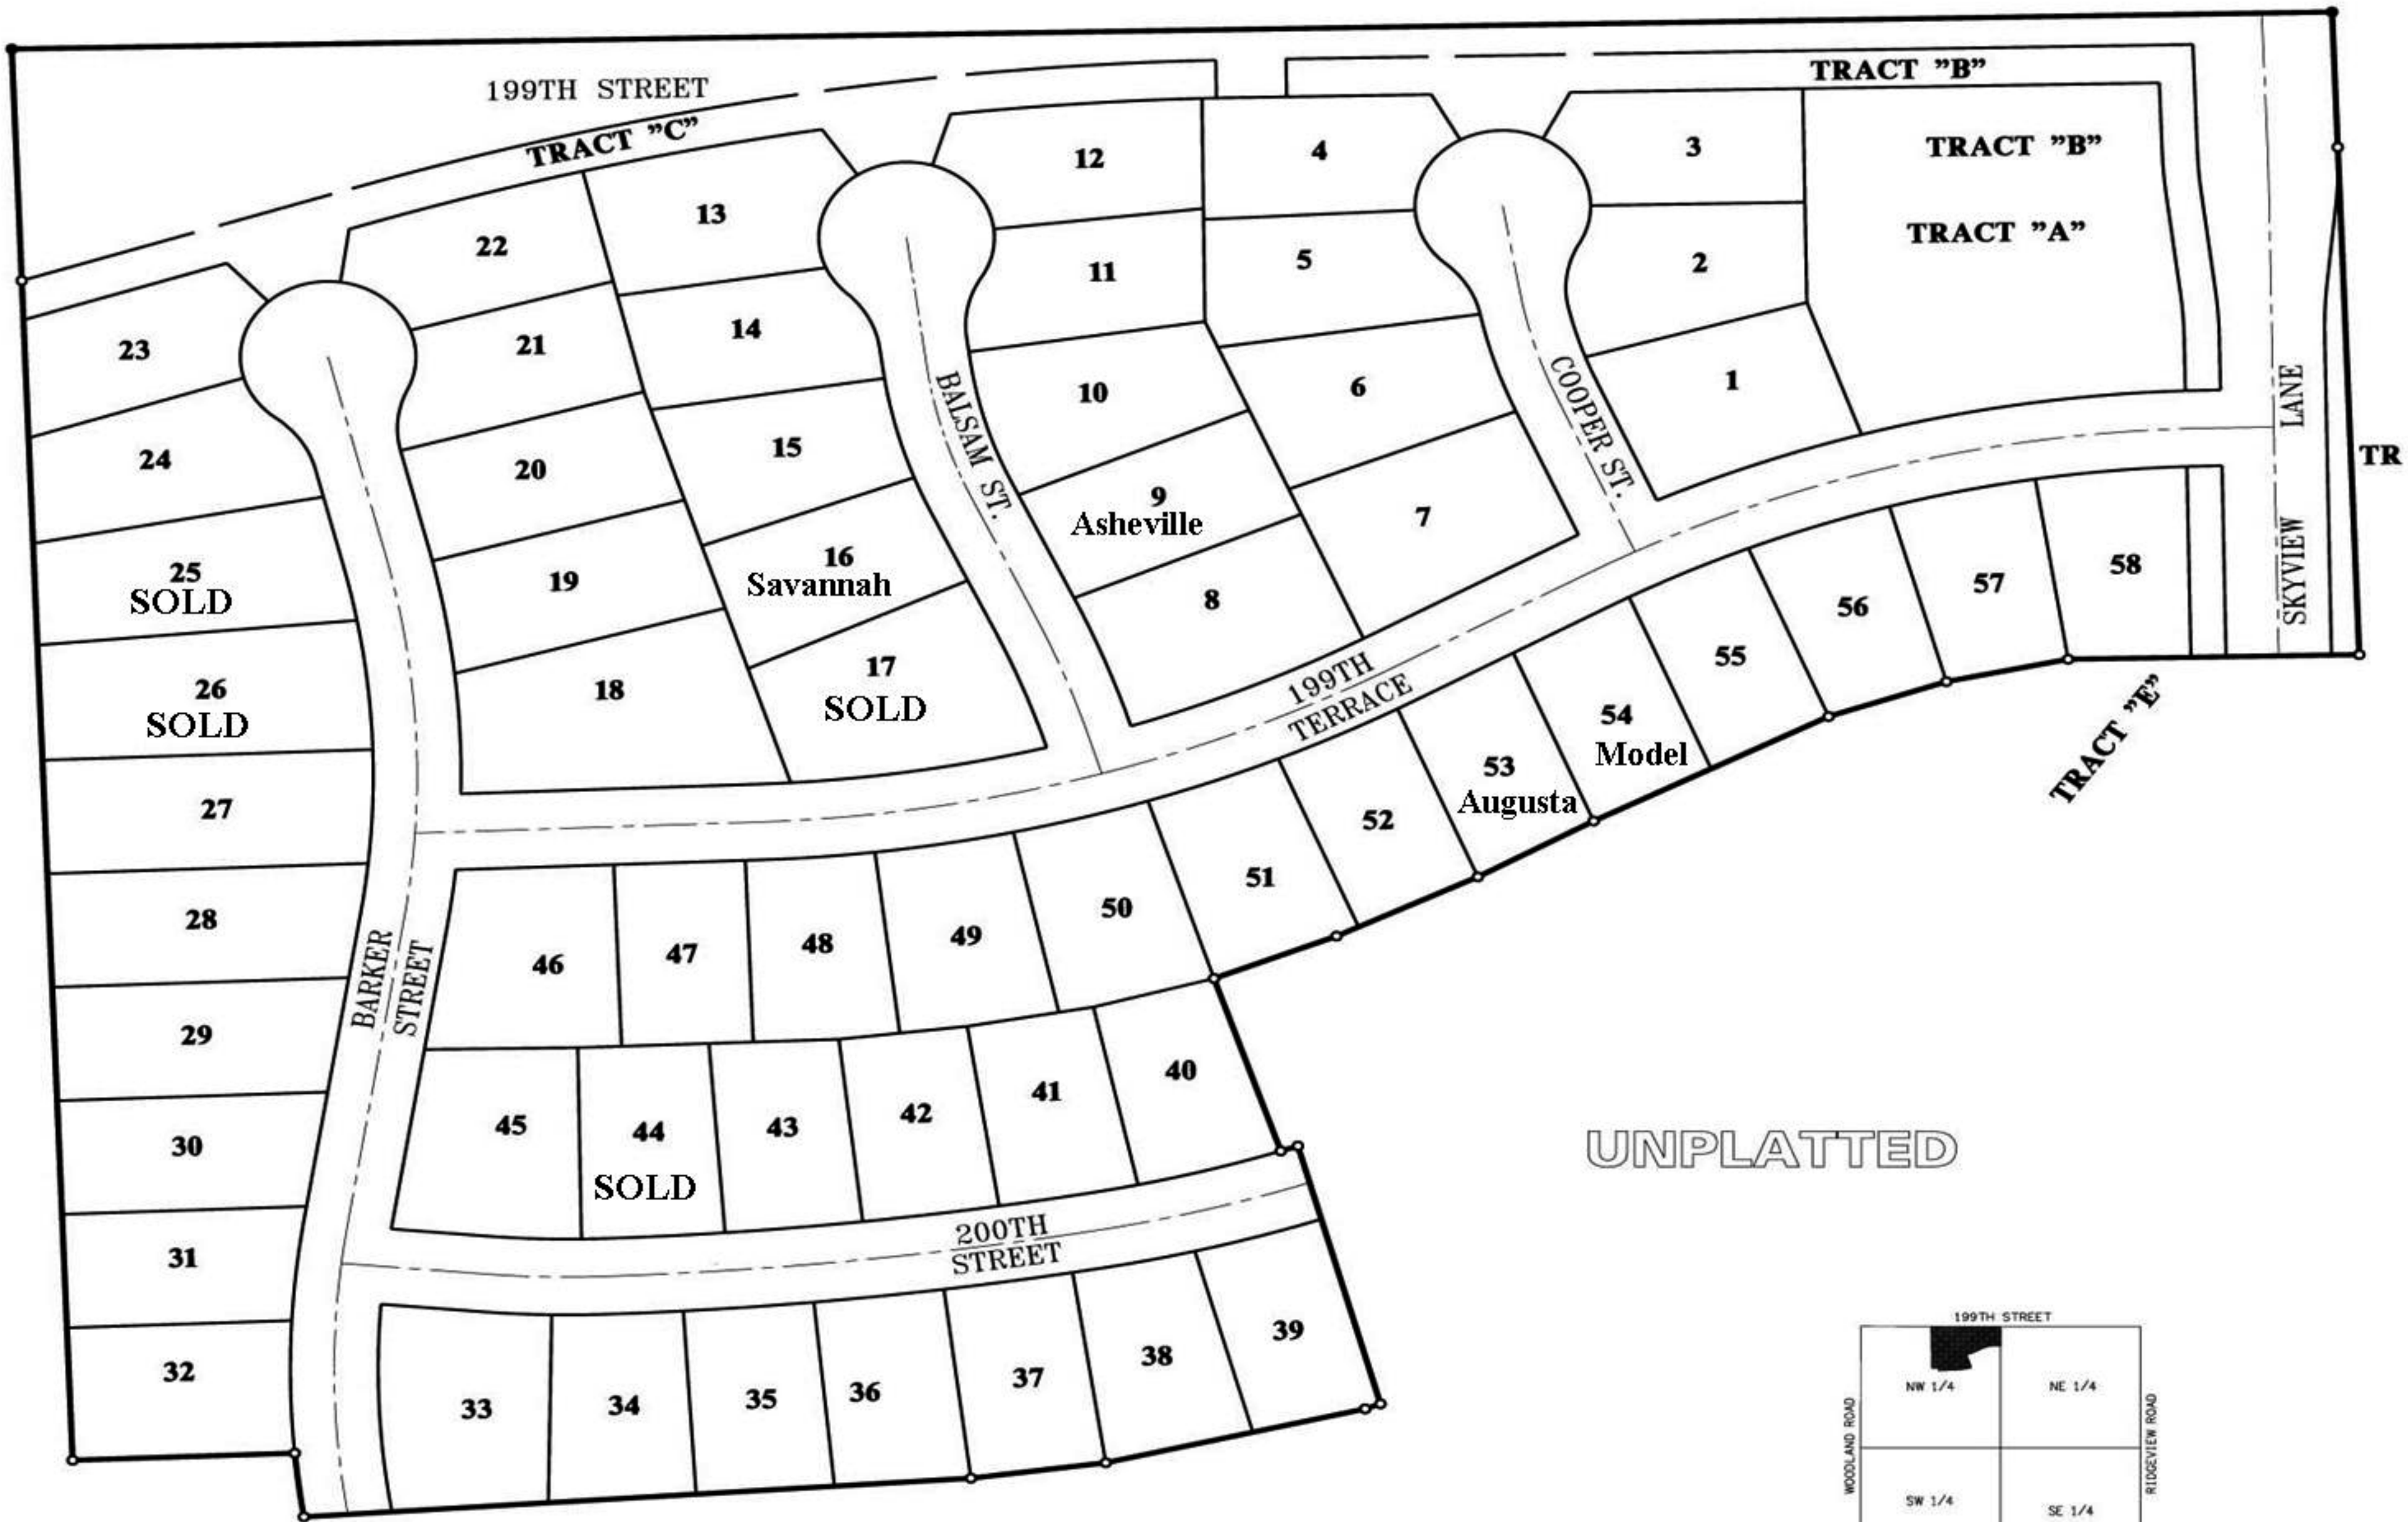 199TH STREET
TRACT "C"
TRACT "B"
TRACT "B"
TRACT "A"
12
4
3
13
22
11
5
2
23
21
14
10
6
1
24
20
15
9
Asheville
7
25
SOLD
19
16
Savannah
8
26
SOLD
18
17
SOLD
BALSAM ST.
COOPER ST.
SKYVIEW LANE
TR
58
57
56
55
54
Model
53
Augusta
52
51
50
49
48
47
46
199TH
TERRACE
TRACT "E"
27
28
29
30
31
32
BARKER
STREET
45
44
SOLD
43
42
41
40
200TH
STREET
33
34
35
36
37
38
39
UNPLATTED
199TH STREET
NW 1/4
NE 1/4
SW 1/4
SE 1/4
WOODLAND ROAD
RIDGEVIEW ROAD